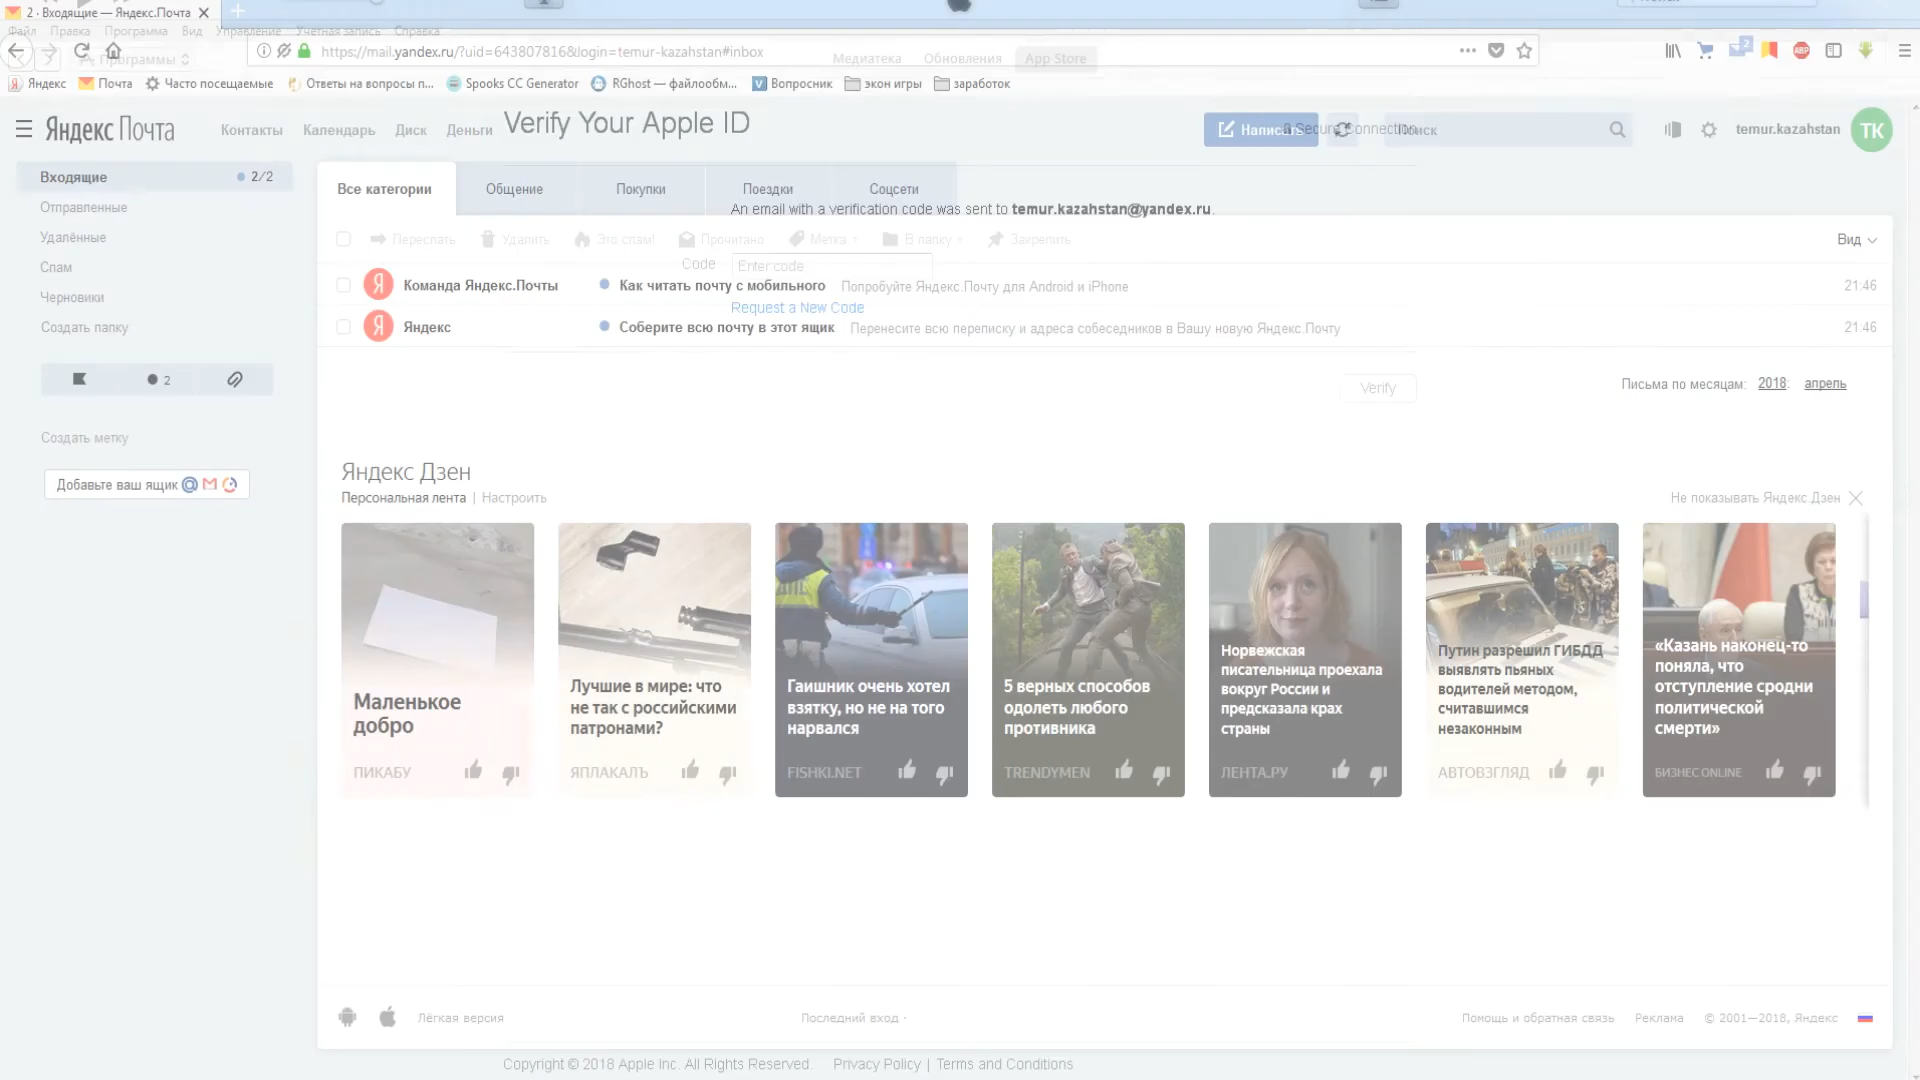 2 · Входящие — Яндекс.Почта
Файл Правка Программа Вид Управление Учетная запись Справка
https://mail.yandex.ru/?uid=643807816&login=temur-kazahstan#inbox
Программы
Медиатека Обновления App Store
2
ABP
Яндекс Почта Часто посещаемые Ответы на вопросы п... Spooks CC Generator RGhost — файлообм... Вопросник экон игры заработок
Яндекс Почта
Контакты Календарь Диск Деньги
Verify Your Apple ID
Написать
Secure Connection
Поиск
temur.kazahstan
TK
Входящие 2/2
Отправленные
Удалённые
Спам
Черновики
Создать папку
2
Создать метку
Добавьте ваш ящик
Все категории Общение Покупки Поездки Соцсети
An email with a verification code was sent to temur.kazahstan@yandex.ru.
Переслать Удалить Это спам! Прочитано Метка В папку Закрепить
Вид
Code Enter code
Команда Яндекс.Почты Как читать почту с мобильного Попробуйте Яндекс.Почту для Android и iPhone 21:46
Request a New Code
Яндекс Соберите всю почту в этот ящик Перенесите всю переписку и адреса собеседников в Вашу новую Яндекс.Почту 21:46
Verify
Письма по месяцам: 2018: апрель
Яндекс Дзен
Персональная лента | Настроить
Не показывать Яндекс.Дзен
Маленькое
добро
ПИКАБУ
Лучшие в мире: что
не так с российскими
патронами?
ЯПЛАКАЛЪ
Гаишник очень хотел
взятку, но не на того
нарвался
FISHKI.NET
5 верных способов
одолеть любого
противника
TRENDYMEN
Норвежская
писательница проехала
вокруг России и
предсказала крах
страны
ЛЕНТА.РУ
Путин разрешил ГИБДД
выявлять пьяных
водителей методом,
считавшимся
незаконным
АВТОВЗГЛЯД
«Казань наконец-то
поняла, что
отступление сродни
политической
смерти»
БИЗНЕС ONLINE
Лёгкая версия
Последний вход ·
Помощь и обратная связь Реклама © 2001—2018, Яндекс
Copyright © 2018 Apple Inc. All Rights Reserved. Privacy Policy | Terms and Conditions